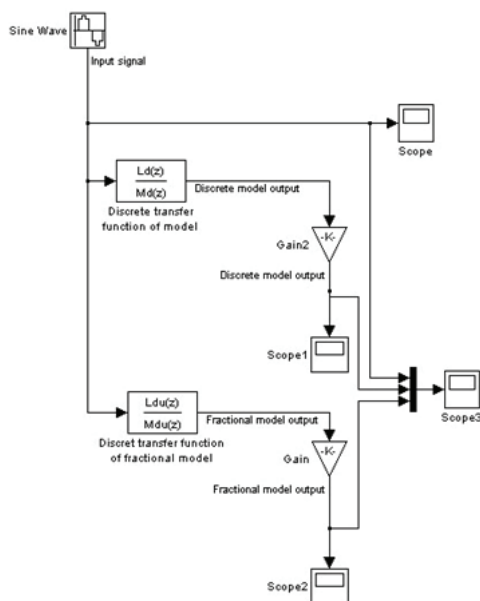 Sine Wave
Input signal
Scope
Ld(z)
Md(z)
Discrete model output
Discrete transfer
function of model
-K-
Gain2
Discrete model output
Scope1
Scope3
Ldu(z)
Mdu(z)
Fractional model output
Discret transfer function
of fractional model
-K-
Gain
Fractional model output
Scope2